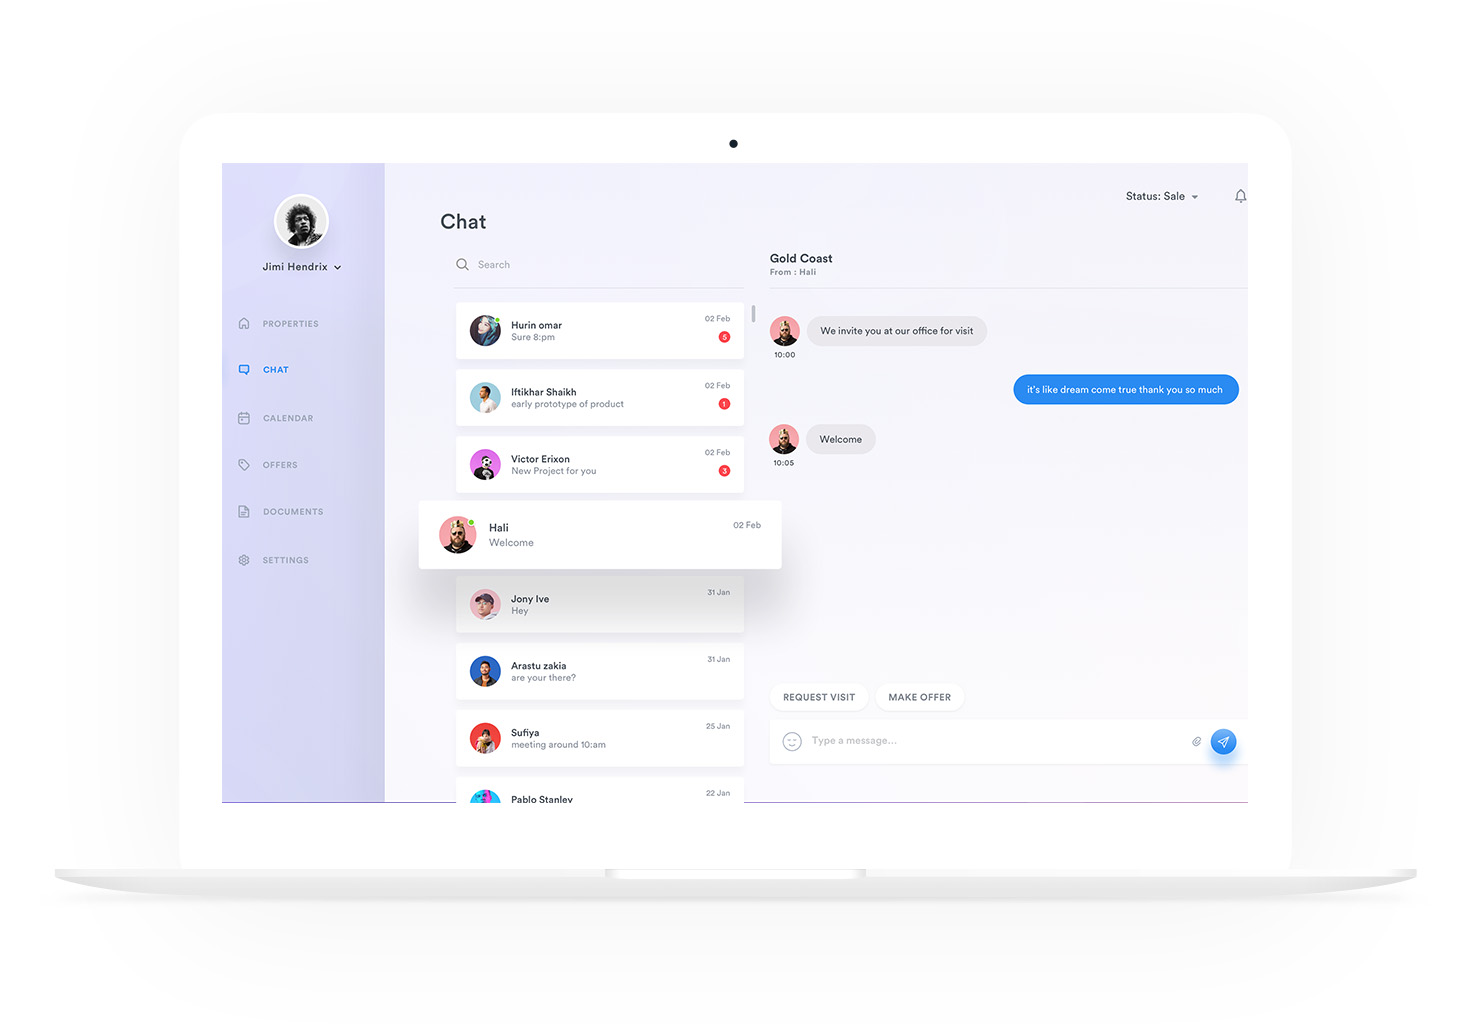 Jimi Hendrix
PROPERTIES
CHAT
CALENDAR
OFFERS
DOCUMENTS
SETTINGS
Chat
Search
Hurin omar
02 Feb
Sure 8:pm
5
Iftikhar Shaikh
02 Feb
early prototype of product
1
Victor Erixon
02 Feb
New Project for you
3
Hali
02 Feb
Welcome
Jony Ive
31 Jan
Hey
Arastu zakia
31 Jan
are your there?
Sufiya
25 Jan
meeting around 10:am
Pablo Stanley
22 Jan
Status: Sale
Gold Coast
From : Hali
We invite you at our office for visit
10:00
it's like dream come true thank you so much
Welcome
10:05
REQUEST VISIT
MAKE OFFER
Type a message...